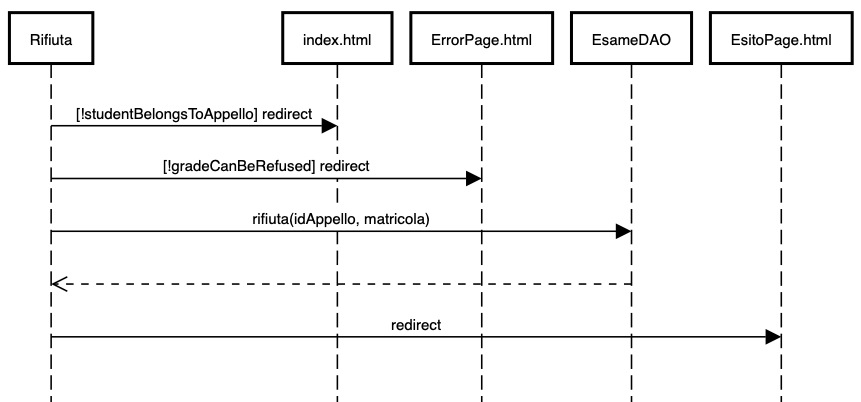 Rifiuta
index.html
ErrorPage.html
EsameDAO
EsitoPage.html
[!studentBelongsToAppello] redirect
[!gradeCanBeRefused] redirect
rifiuta(idAppello, matricola)
redirect